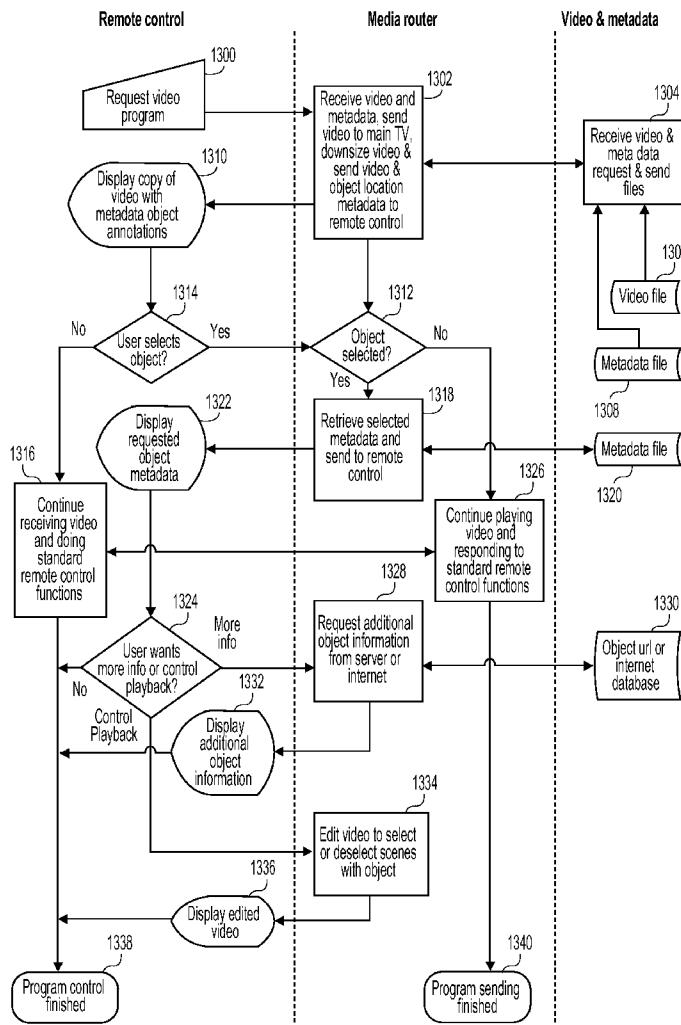 Remote control
Media router
Video & metadata
1300
Request video
program
1302
Receive video and
metadata, send
video to main TV,
downsize video &
send video &
object location
metadata to
remote control
1304
Receive video &
meta data
request & send
files
1310
Display copy of
video with
metadata object
annotations
130
Video file
Metadata file
1308
1314
No
User selects
object?
Yes
1312
Object
selected?
No
Yes
1322
Display
requested
object
metadata
1318
Retrieve selected
metadata and
send to remote
control
Metadata file
1320
1316
Continue
receiving video
and doing
standard
remote control
functions
1326
Continue playing
video and
responding to
standard remote
control functions
1324
User wants
more info or control
playback?
More
info
No
Control
Playback
1328
Request additional
object information
from server or
internet
1330
Object url or
internet
database
1332
Display
additional
object
information
1334
Edit video to select
or deselect scenes
with object
1336
Display edited
video
1338
Program control
finished
1340
Program sending
finished